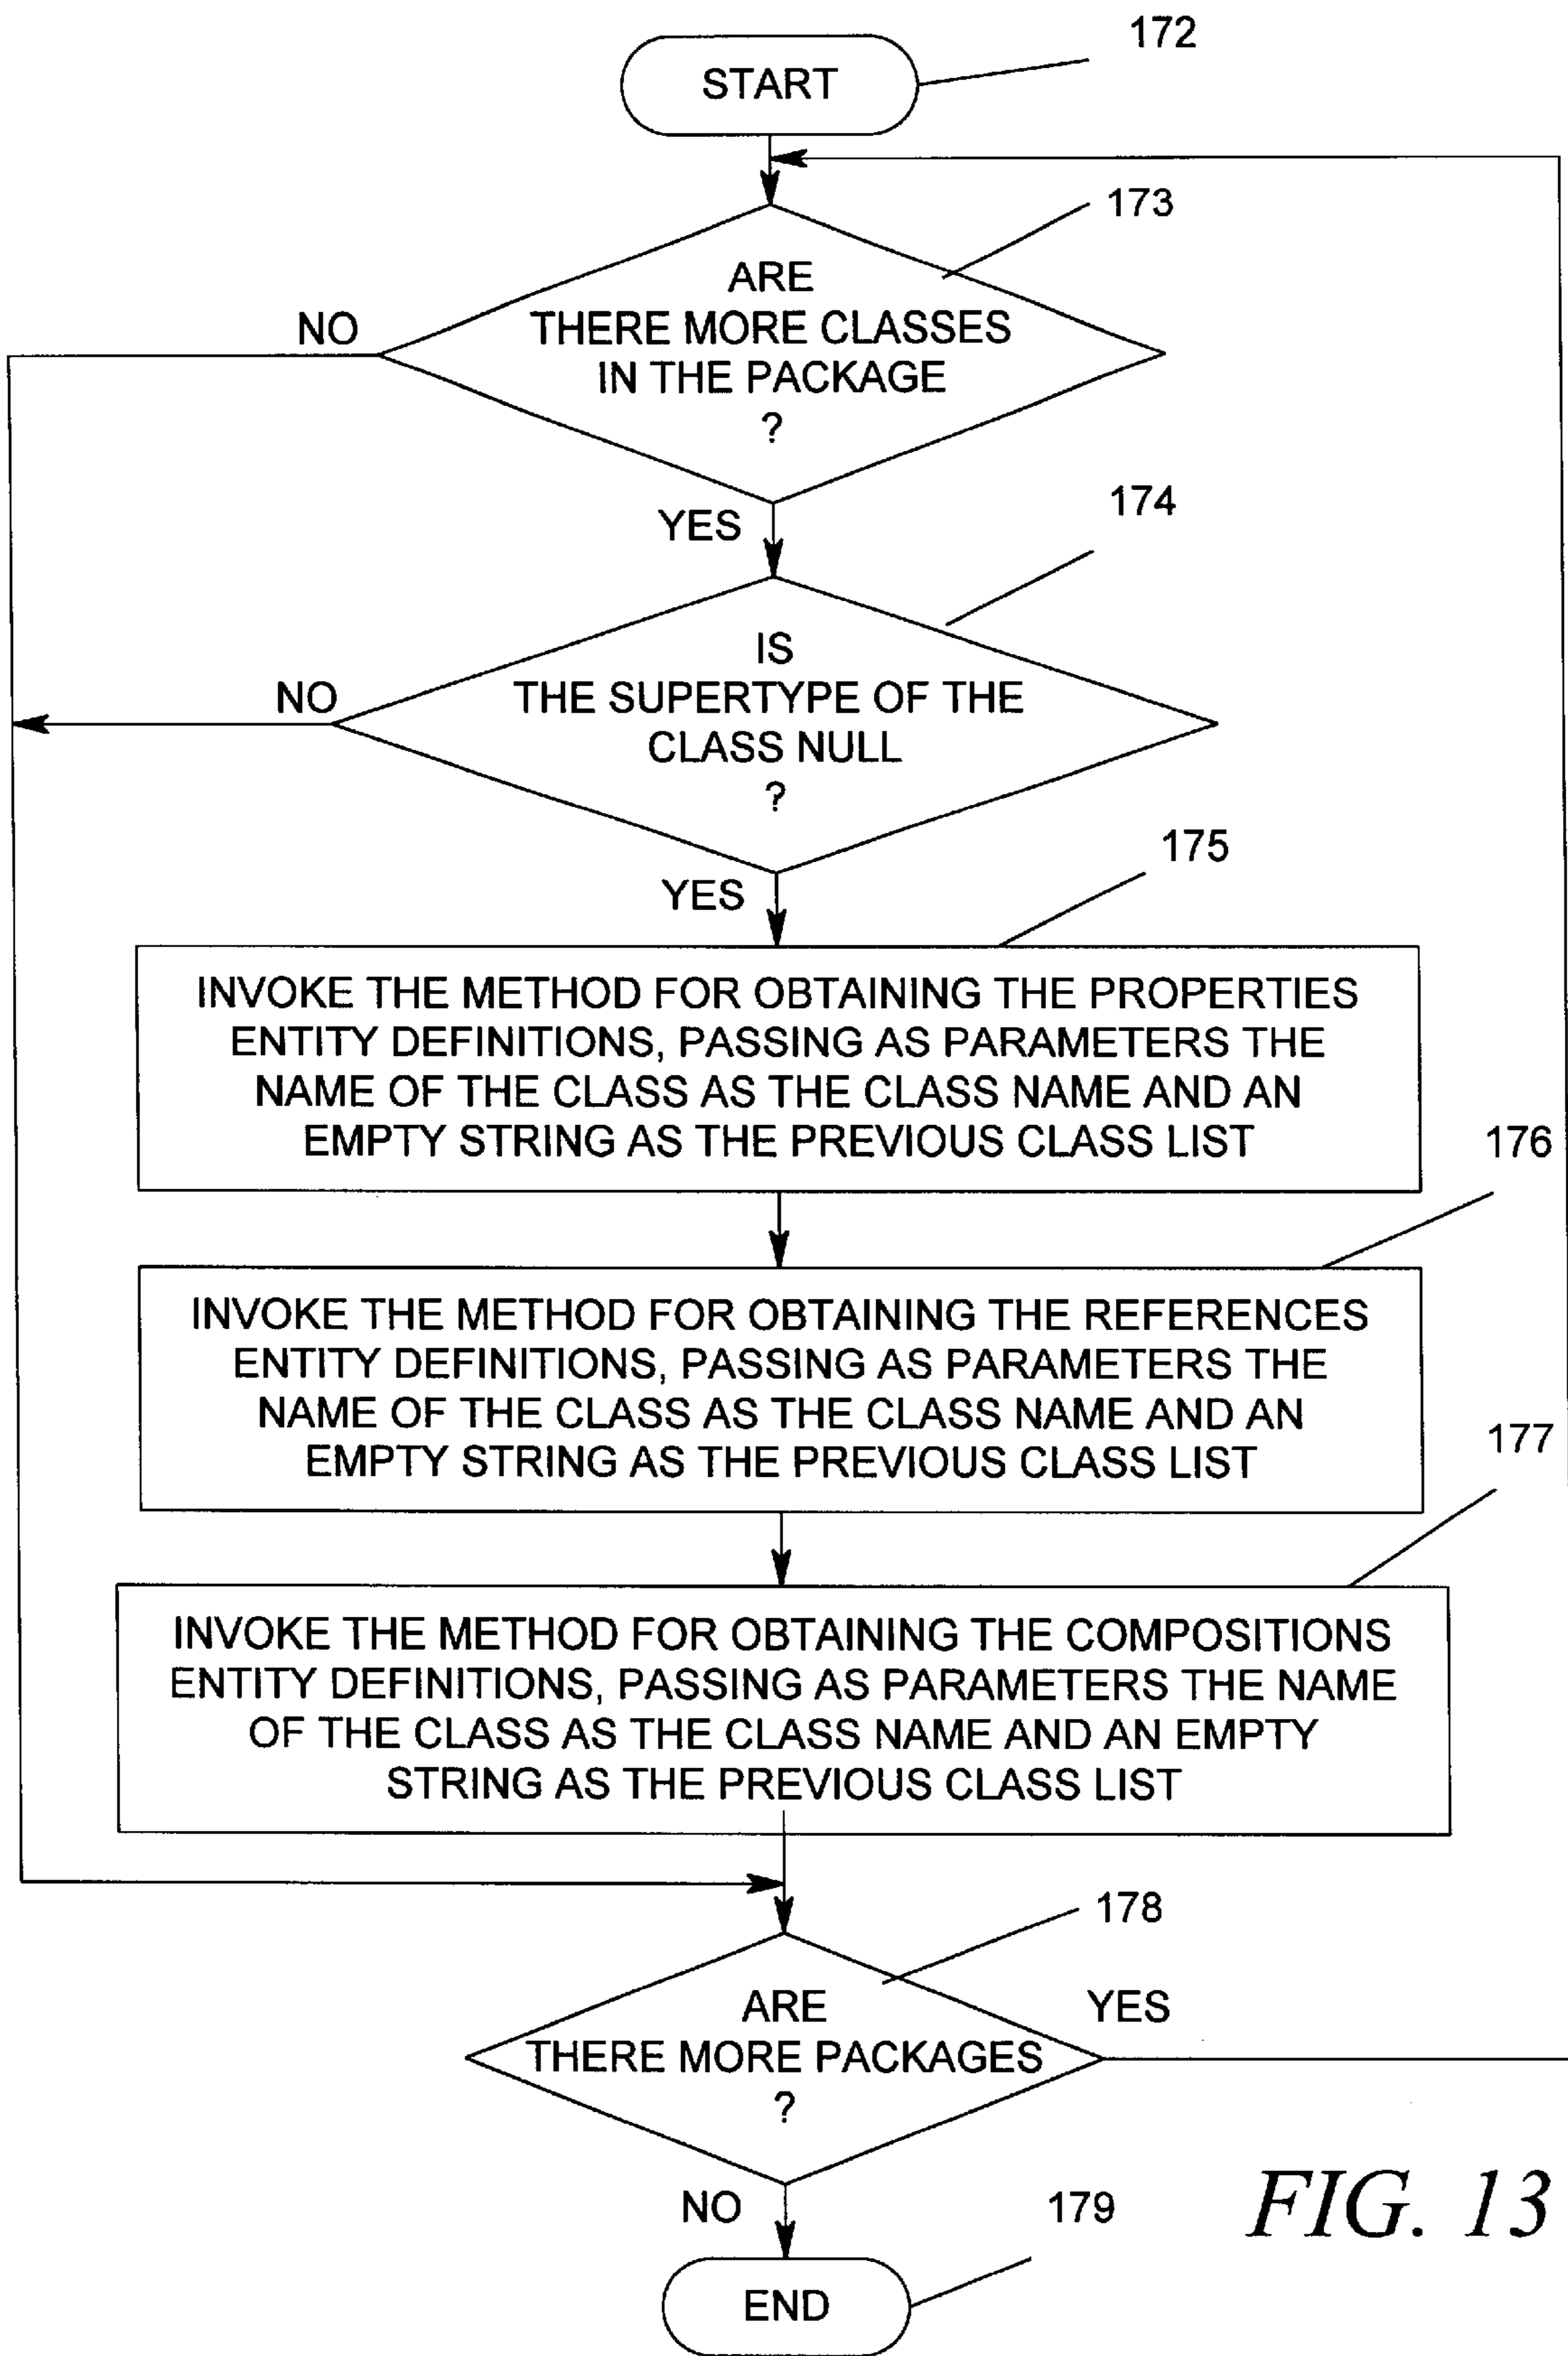 172
START
173
ARE
THERE MORE CLASSES
IN THE PACKAGE
?
NO
YES
174
IS
THE SUPERTYPE OF THE
CLASS NULL
?
NO
YES
175
INVOKE THE METHOD FOR OBTAINING THE PROPERTIES
ENTITY DEFINITIONS, PASSING AS PARAMETERS THE
NAME OF THE CLASS AS THE CLASS NAME AND AN
EMPTY STRING AS THE PREVIOUS CLASS LIST
176
INVOKE THE METHOD FOR OBTAINING THE REFERENCES
ENTITY DEFINITIONS, PASSING AS PARAMETERS THE
NAME OF THE CLASS AS THE CLASS NAME AND AN
EMPTY STRING AS THE PREVIOUS CLASS LIST
177
INVOKE THE METHOD FOR OBTAINING THE COMPOSITIONS
ENTITY DEFINITIONS, PASSING AS PARAMETERS THE NAME
OF THE CLASS AS THE CLASS NAME AND AN EMPTY
STRING AS THE PREVIOUS CLASS LIST
178
ARE
THERE MORE PACKAGES
?
YES
NO
179
END
FIG. 13